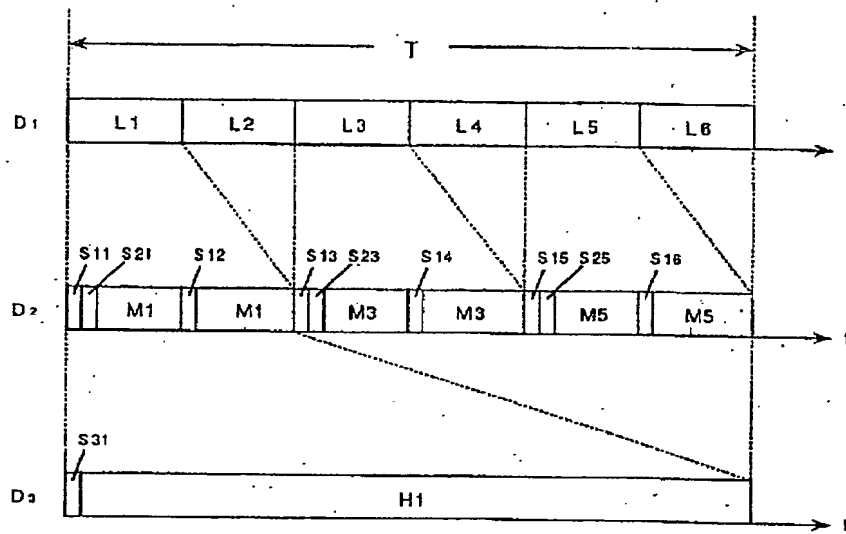 T
D1 L1 L2 L3 L4 L5 L6
S11 S21 S12 S13 S23 S14 S15 S25 S16
D2 M1 M1 M3 M3 M5 M5 t
S31
D3 H1 t